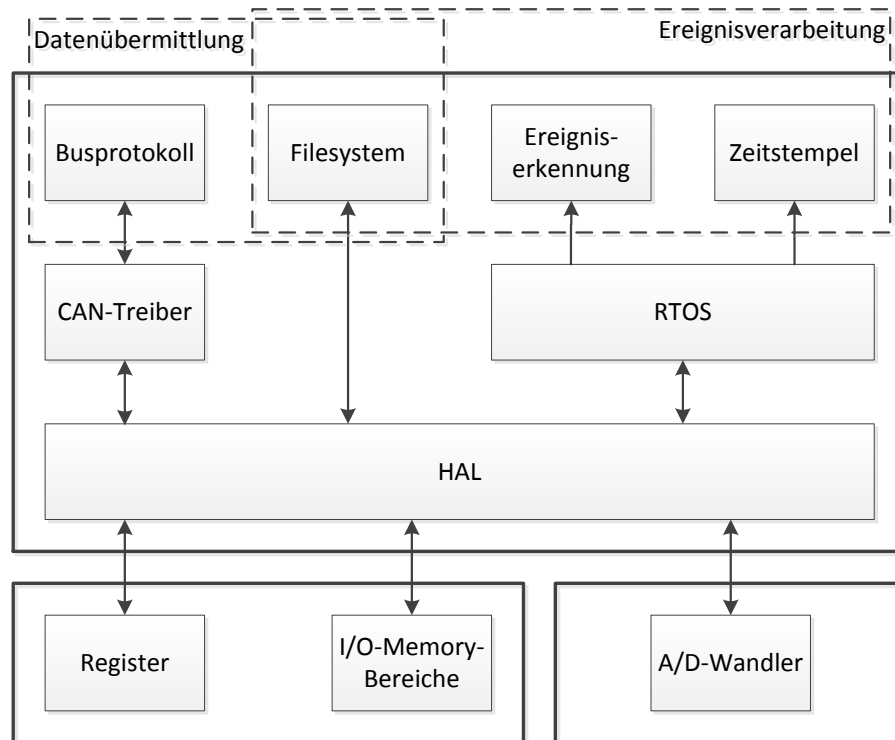 Datenübermittlung
Ereignisverarbeitung
Busprotokoll
Filesystem
Ereignis-
erkennung
Zeitstempel
CAN-Treiber
RTOS
HAL
Register
I/O-Memory-
Bereiche
A/D-Wandler